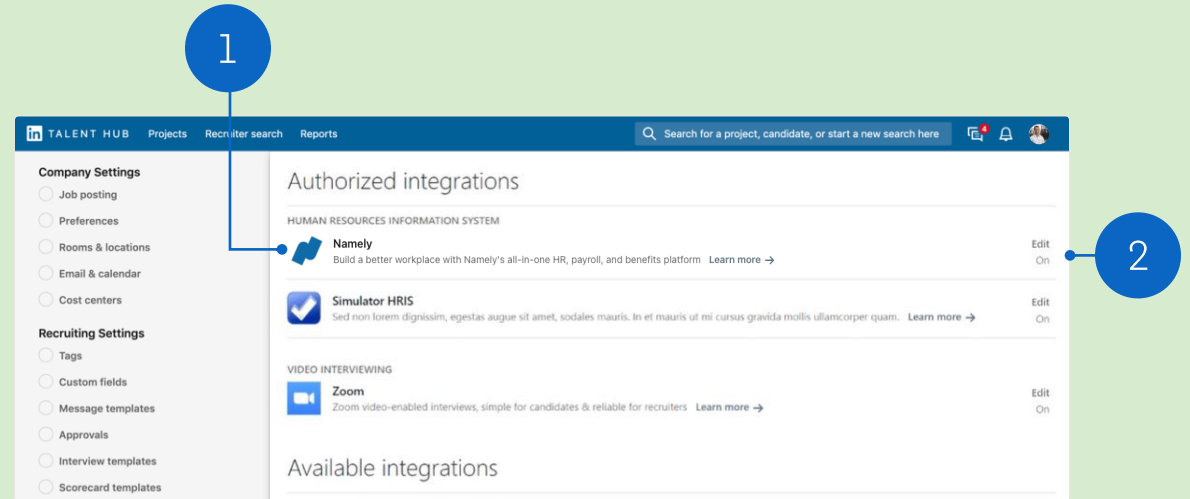 1
in TALENT HUB Projects Recruiter search Reports Search for a project, candidate, or start a new search here 4
Company Settings
Job posting
Preferences
Rooms & locations
Email & calendar
Cost centers
Recruiting Settings
Tags
Custom fields
Message templates
Approvals
Interview templates
Scorecard templates
Authorized integrations
HUMAN RESOURCES INFORMATION SYSTEM
Namely
Build a better workplace with Namely's all-in-one HR, payroll, and benefits platform Learn more →
Edit
On
2
Simulator HRIS
Sed non lorem dignissim, egestas augue sit amet, sodales mauris. In et mauris ut mi cursus gravida mollis ullamcorper quam. Learn more →
Edit
On
VIDEO INTERVIEWING
Zoom
Zoom video-enabled interviews, simple for candidates & reliable for recruiters Learn more →
Edit
On
Available integrations